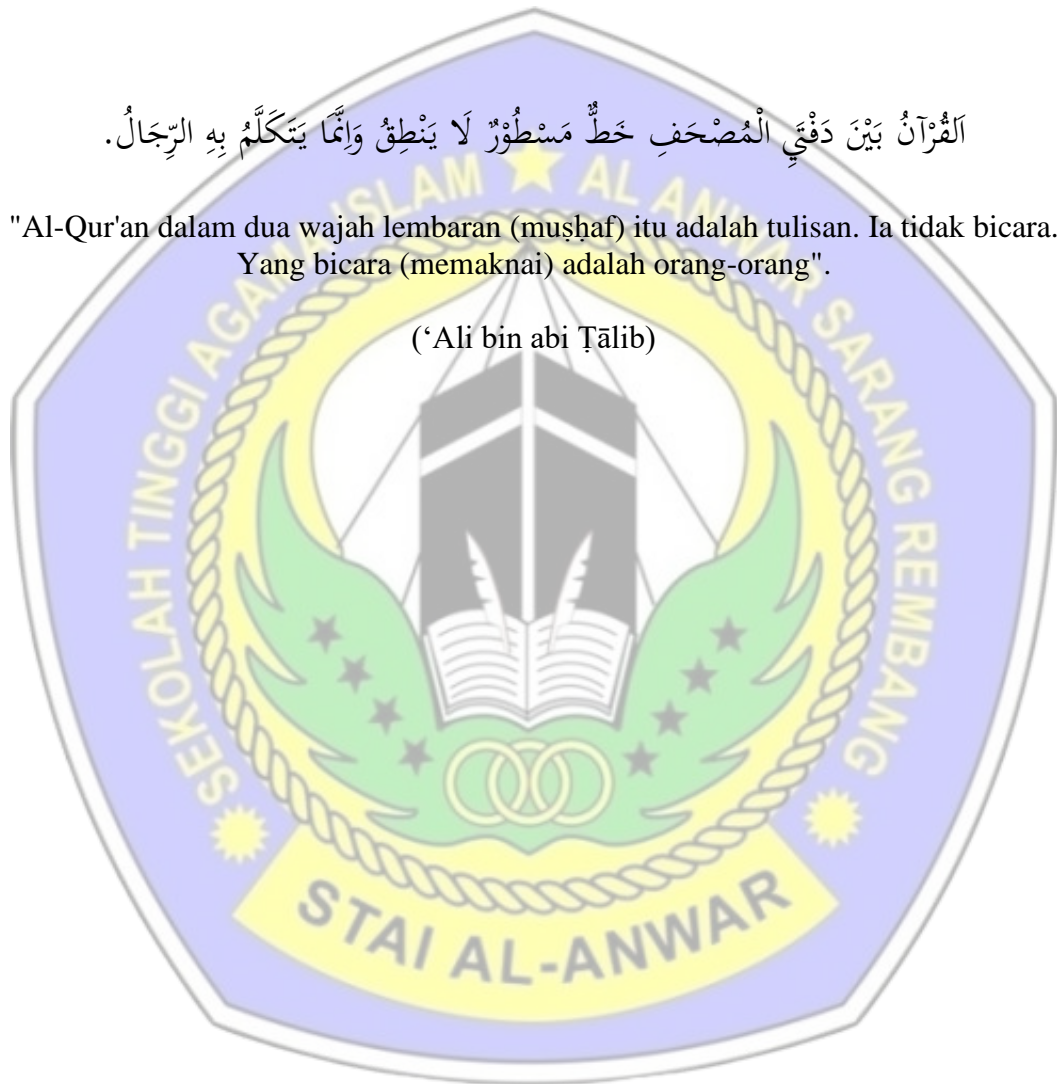 اَلقُرْآنُ بَيْنَ دَفْتَيِ الْمُصْحَفِ خَطٌّ مَسْطُوْرٌ لَا يَنْطِقُ وَاِنَّمَا يَتَكَلَّمُ بِهِ الرِّجَالُ.
"Al-Qur'an dalam dua wajah lembaran (muṣḥaf) itu adalah tulisan. Ia tidak bicara.
Yang bicara (memaknai) adalah orang-orang".
(‘Ali bin abi Ṭālib)
SEKOLAH TINGGI AGAMA ISLAM ★ AL ANWAR SARANG REMBANG
STAI AL-ANWAR